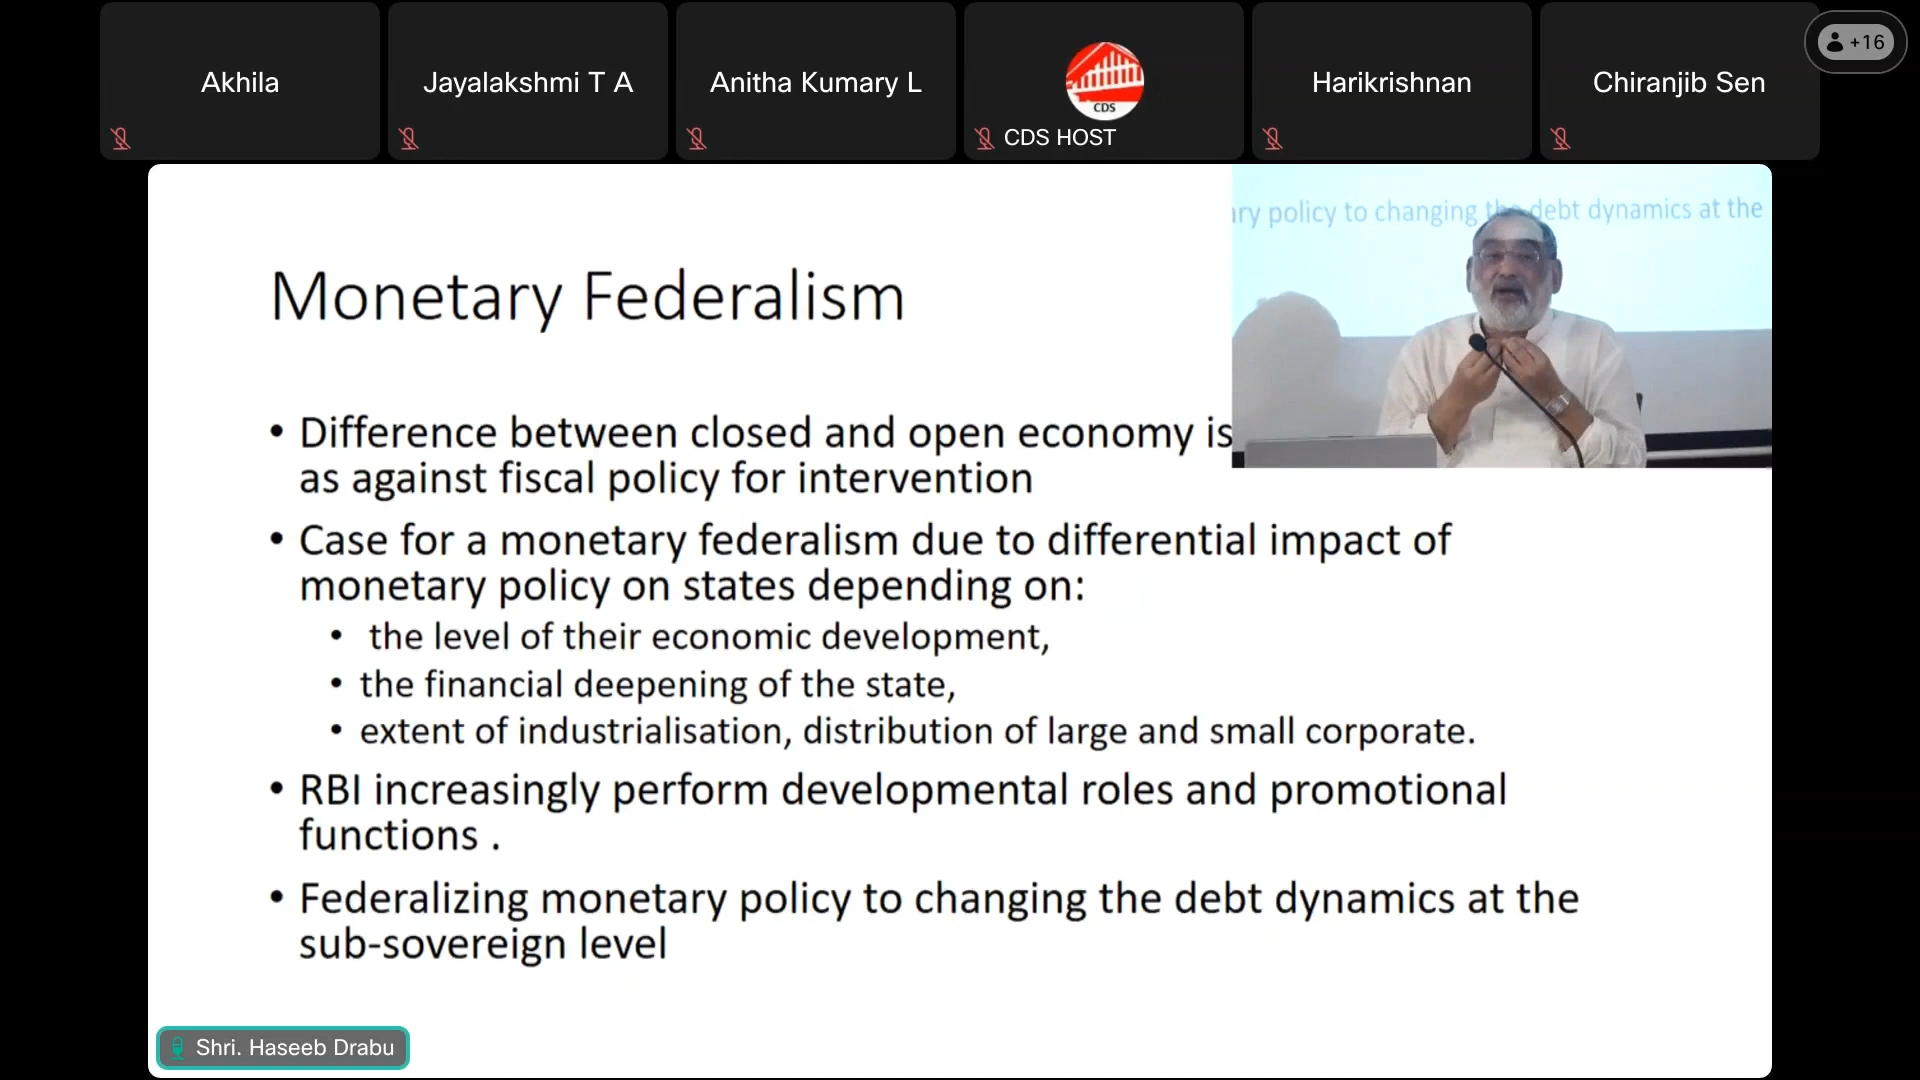 Akhila
Jayalakshmi T A
Anitha Kumary L
CDS
CDS HOST
Harikrishnan
Chiranjib Sen
+16
ary policy to changing the debt dynamics at the
Monetary Federalism
• Difference between closed and open economy is
as against fiscal policy for intervention
• Case for a monetary federalism due to differential impact of
monetary policy on states depending on:
• the level of their economic development,
• the financial deepening of the state,
• extent of industrialisation, distribution of large and small corporate.
• RBI increasingly perform developmental roles and promotional
functions .
• Federalizing monetary policy to changing the debt dynamics at the
sub-sovereign level
Shri. Haseeb Drabu